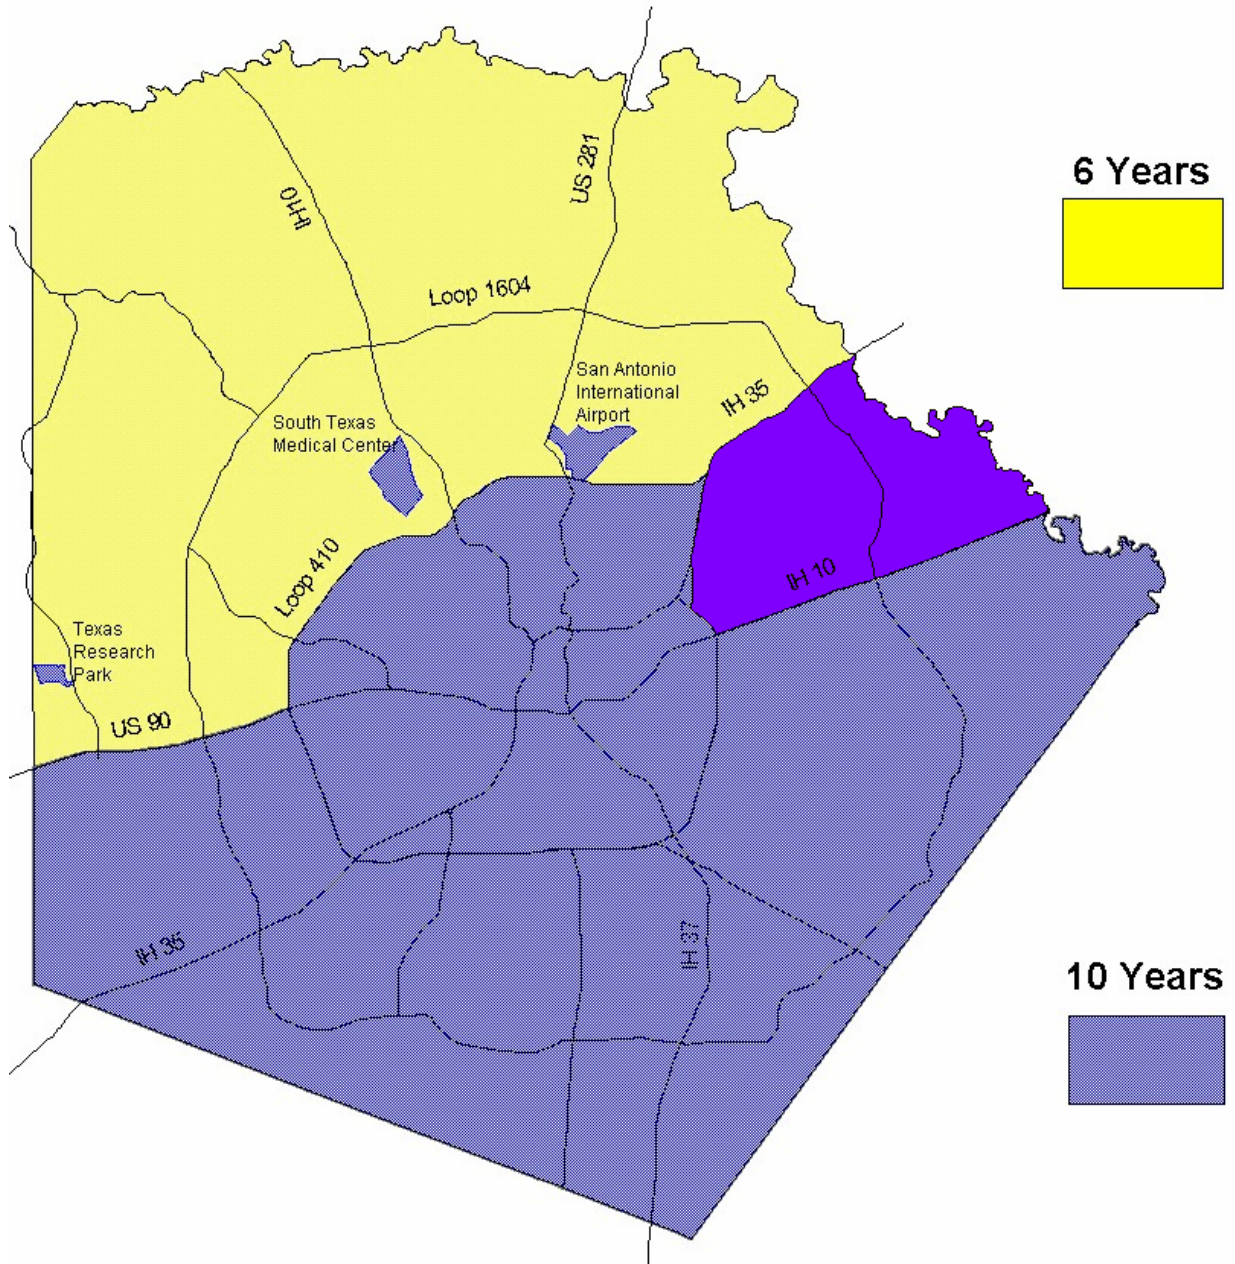 6 Years
IH10
US 281
Loop 1604
San Antonio
International
Airport
IH 35
South Texas
Medical Center
Loop 410
IH 10
Texas
Research
Park
US 90
IH 35
IH 37
10 Years